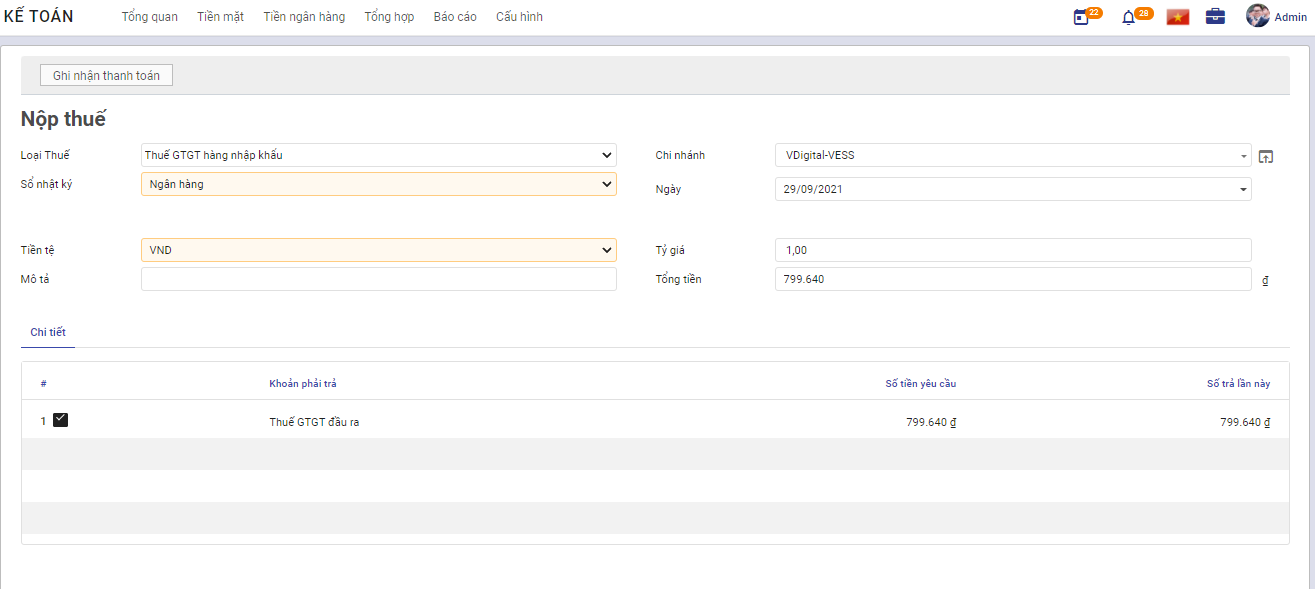 KẾ TOÁN Tổng quan Tiền mặt Tiền ngân hàng Tổng hợp Báo cáo Cấu hình 22 28 Admin
Ghi nhận thanh toán
Nộp thuế
Loại Thuế Thuế GTGT hàng nhập khẩu Chi nhánh VDigital-VESS
Sổ nhật ký Ngân hàng Ngày 29/09/2021
Tiền tệ VND Tỷ giá 1,00
Mô tả Tổng tiền 799.640 ₫
Chi tiết
# Khoản phải trả Số tiền yêu cầu Số trả lần này
1 Thuế GTGT đầu ra 799.640 ₫ 799.640 ₫